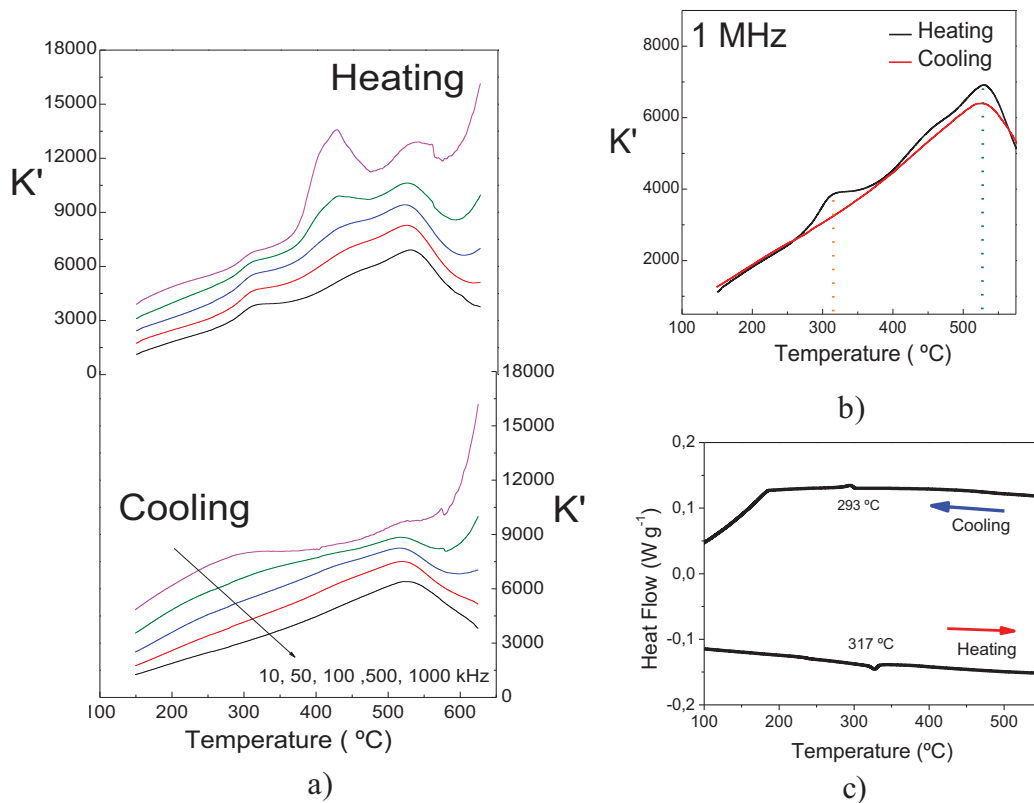 18000
15000
12000
9000
6000
3000
0
K'
Heating
18000
15000
12000
9000
6000
3000
0
K'
Cooling
10, 50, 100 ,500, 1000 kHz
100 200 300 400 500 600
Temperature ( ºC)
a)
1 MHz
Heating
Cooling
8000
6000
4000
2000
K'
100 200 300 400 500
Temperature ( ºC)
b)
0,2
0,1
0,0
-0,1
-0,2
Heat Flow (W g-1)
293 ºC
Cooling
317 ºC
Heating
100 200 300 400 500
Temperature (ºC)
c)